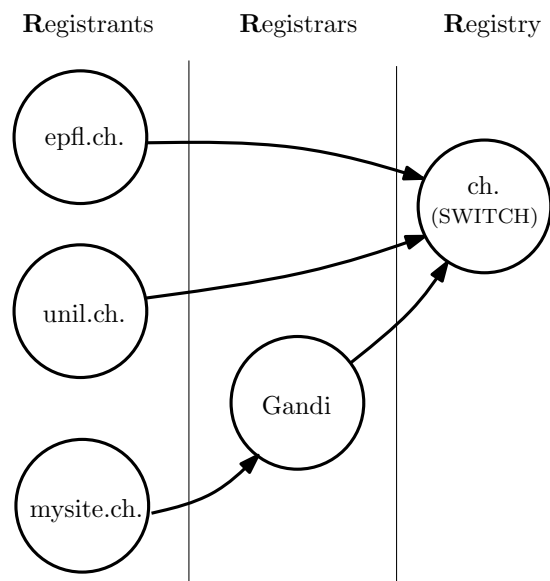 Registrants Registrars Registry
epfl.ch.
ch.
(SWITCH)
unil.ch.
Gandi
mysite.ch.